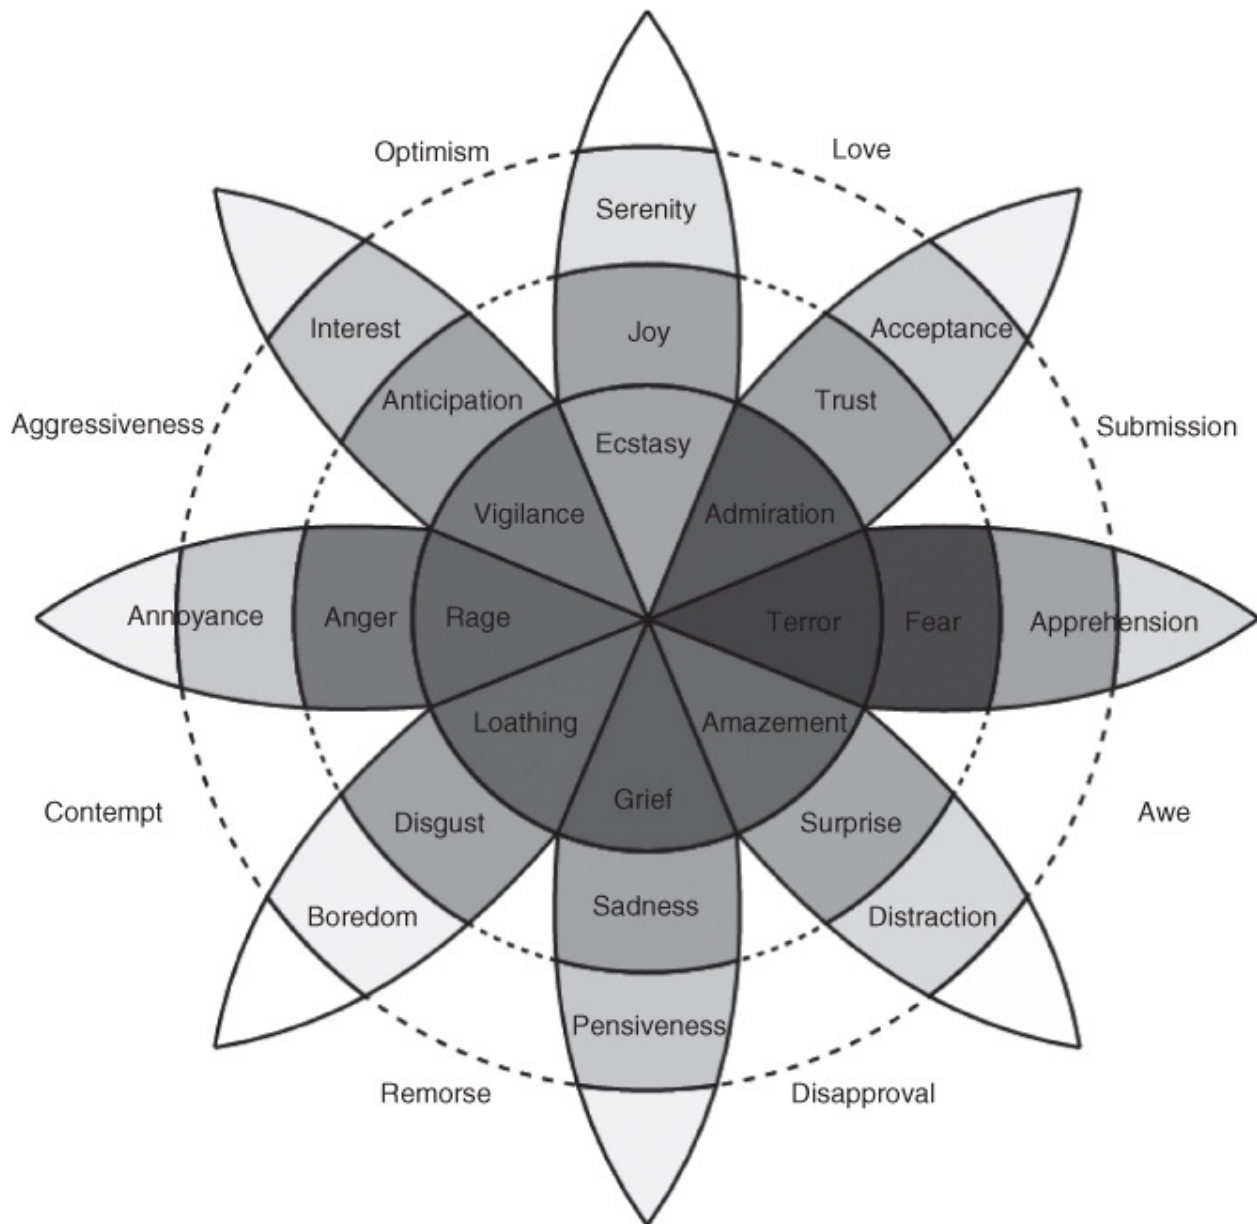 Optimism
Love
Serenity
Interest
Joy
Acceptance
Anticipation
Trust
Aggressiveness
Ecstasy
Submission
Vigilance
Admiration
Annoyance
Anger
Rage
Terror
Fear
Apprehension
Loathing
Amazement
Contempt
Grief
Awe
Disgust
Surprise
Boredom
Sadness
Distraction
Pensiveness
Remorse
Disapproval